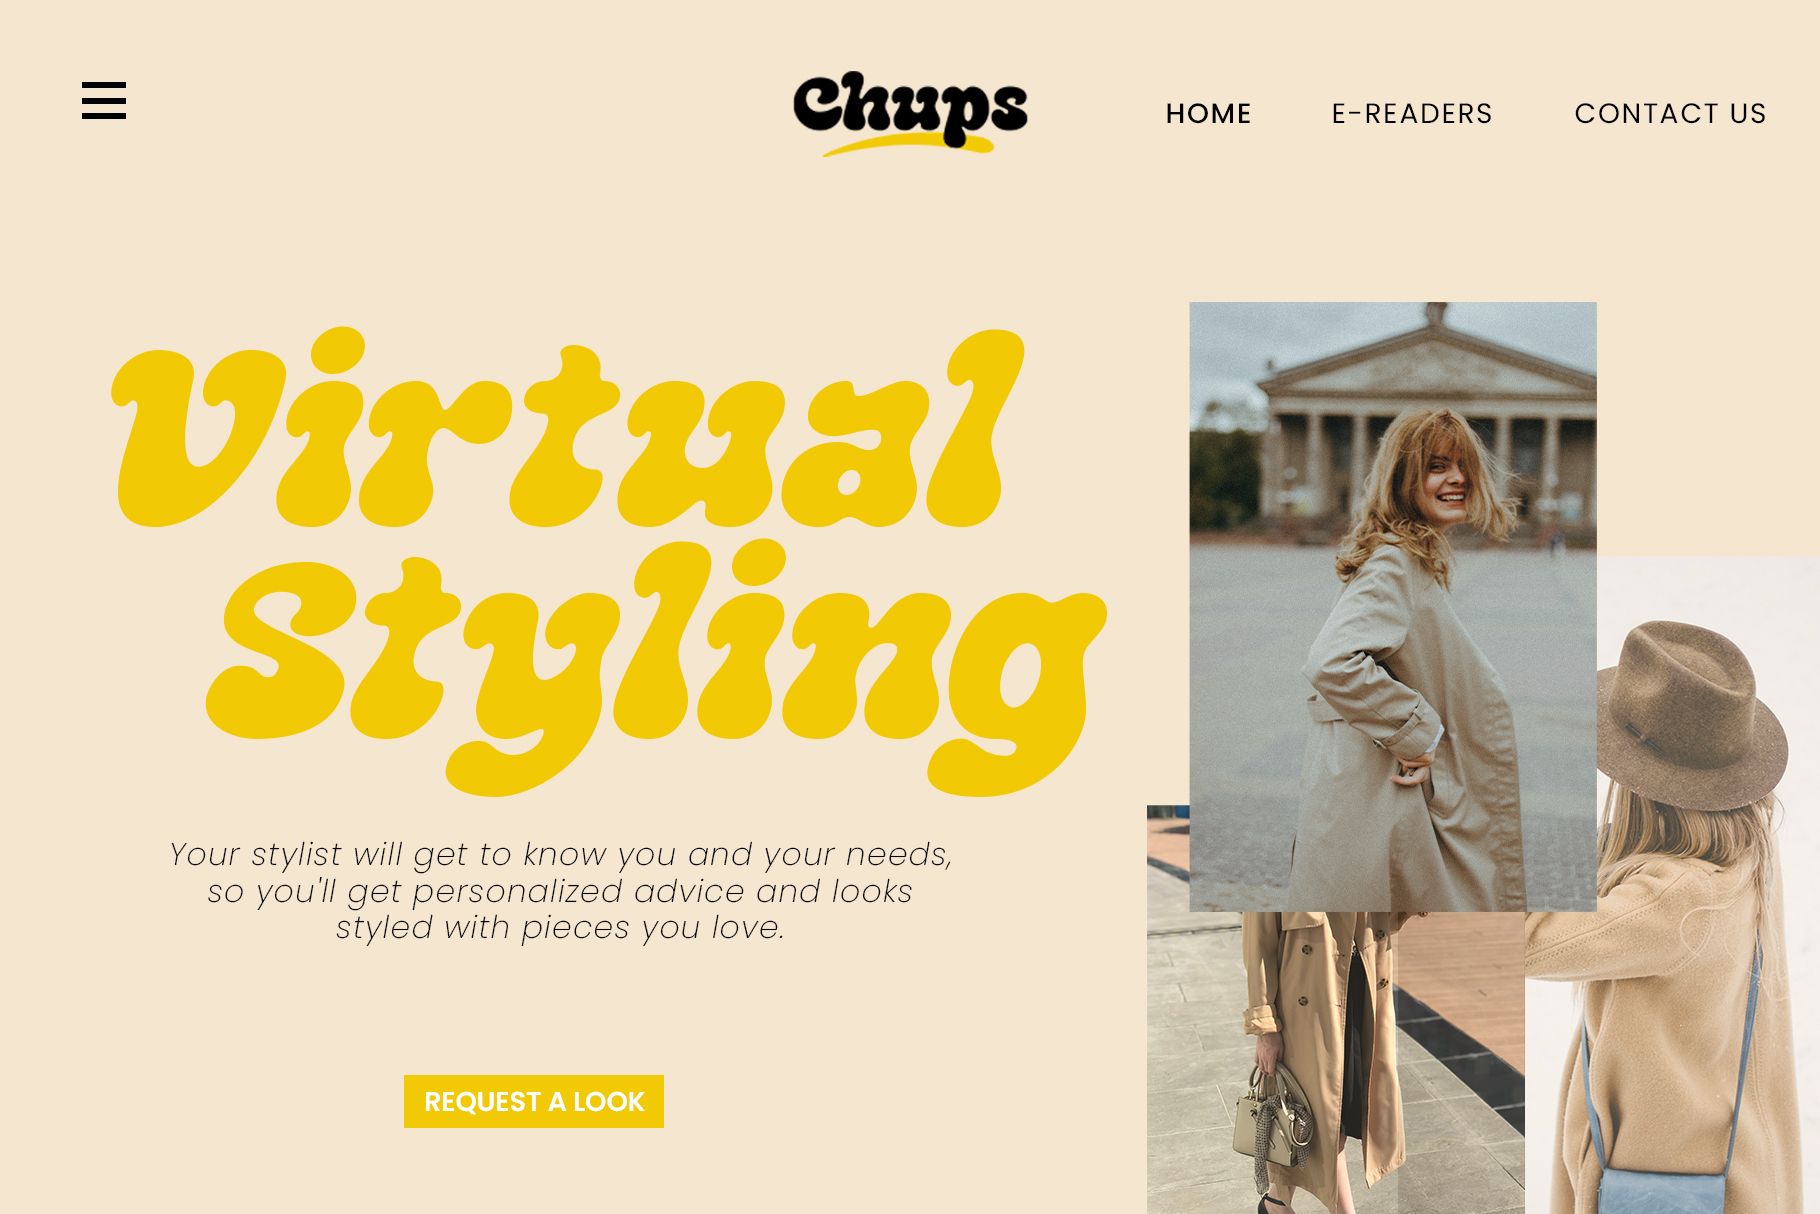 Chups
HOME E-READERS CONTACT US
Virtual
Styling
Your stylist will get to know you and your needs,
so you'll get personalized advice and looks
styled with pieces you love.
REQUEST A LOOK